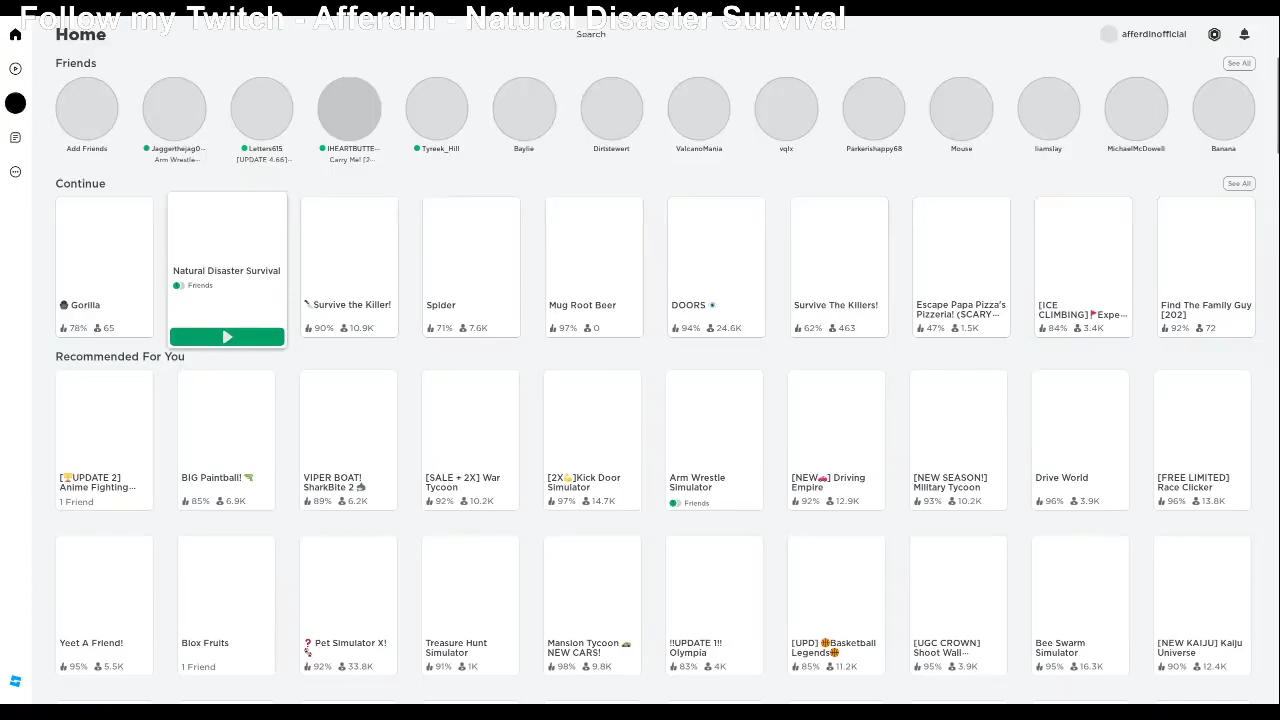 Follow my Twitch - Afferdin - Natural Disaster Survival
Home
Search
afferdinofficial
Friends
See All
Add Friends
Jaggerthejag0...
Arm Wrestle...
Letters615
[UPDATE 4.66]...
IHEARTBUTTE...
Carry Me! [2...
Tyreek_Hill
Baylie
Dirtstewert
ValcanoMania
vqlx
Parkerishappy68
Mouse
liamslay
MichaelMcDowell
Banana
Continue
See All
🦍 Gorilla
78% 65
Natural Disaster Survival
1 Friends
🔪Survive the Killer!
90% 10.9K
Spider
71% 7.6K
Mug Root Beer
97% 0
DOORS 👁️
94% 24.6K
Survive The Killers!
62% 463
Escape Papa Pizza's
Pizzeria! (SCARY...
47% 1.5K
[ICE
CLIMBING]🚩Expe...
84% 3.4K
Find The Family Guy
[202]
92% 72
Recommended For You
[🏆UPDATE 2]
Anime Fighting...
1 Friend
BIG Paintball! 🔫
85% 6.9K
VIPER BOAT!
SharkBite 2 🦈
89% 6.2K
[SALE + 2X] War
Tycoon
92% 10.2K
[2X💪]Kick Door
Simulator
97% 14.7K
Arm Wrestle
Simulator
Friends
[NEW🚗] Driving
Empire
92% 12.9K
[NEW SEASON!]
Military Tycoon
93% 10.2K
Drive World
96% 3.9K
[FREE LIMITED]
Race Clicker
96% 13.8K
Yeet A Friend!
95% 5.5K
Blox Fruits
1 Friend
❓ Pet Simulator X!
🐾
92% 33.8K
Treasure Hunt
Simulator
91% 1K
Mansion Tycoon 🚙
NEW CARS!
98% 9.8K
!!UPDATE 1!!
Olympia
83% 4K
[UPD] 🏀Basketball
Legends🏀
85% 11.2K
[UGC CROWN]
Shoot Wall...
95% 3.9K
Bee Swarm
Simulator
95% 16.3K
[NEW KAIJU] Kaiju
Universe
90% 12.4K